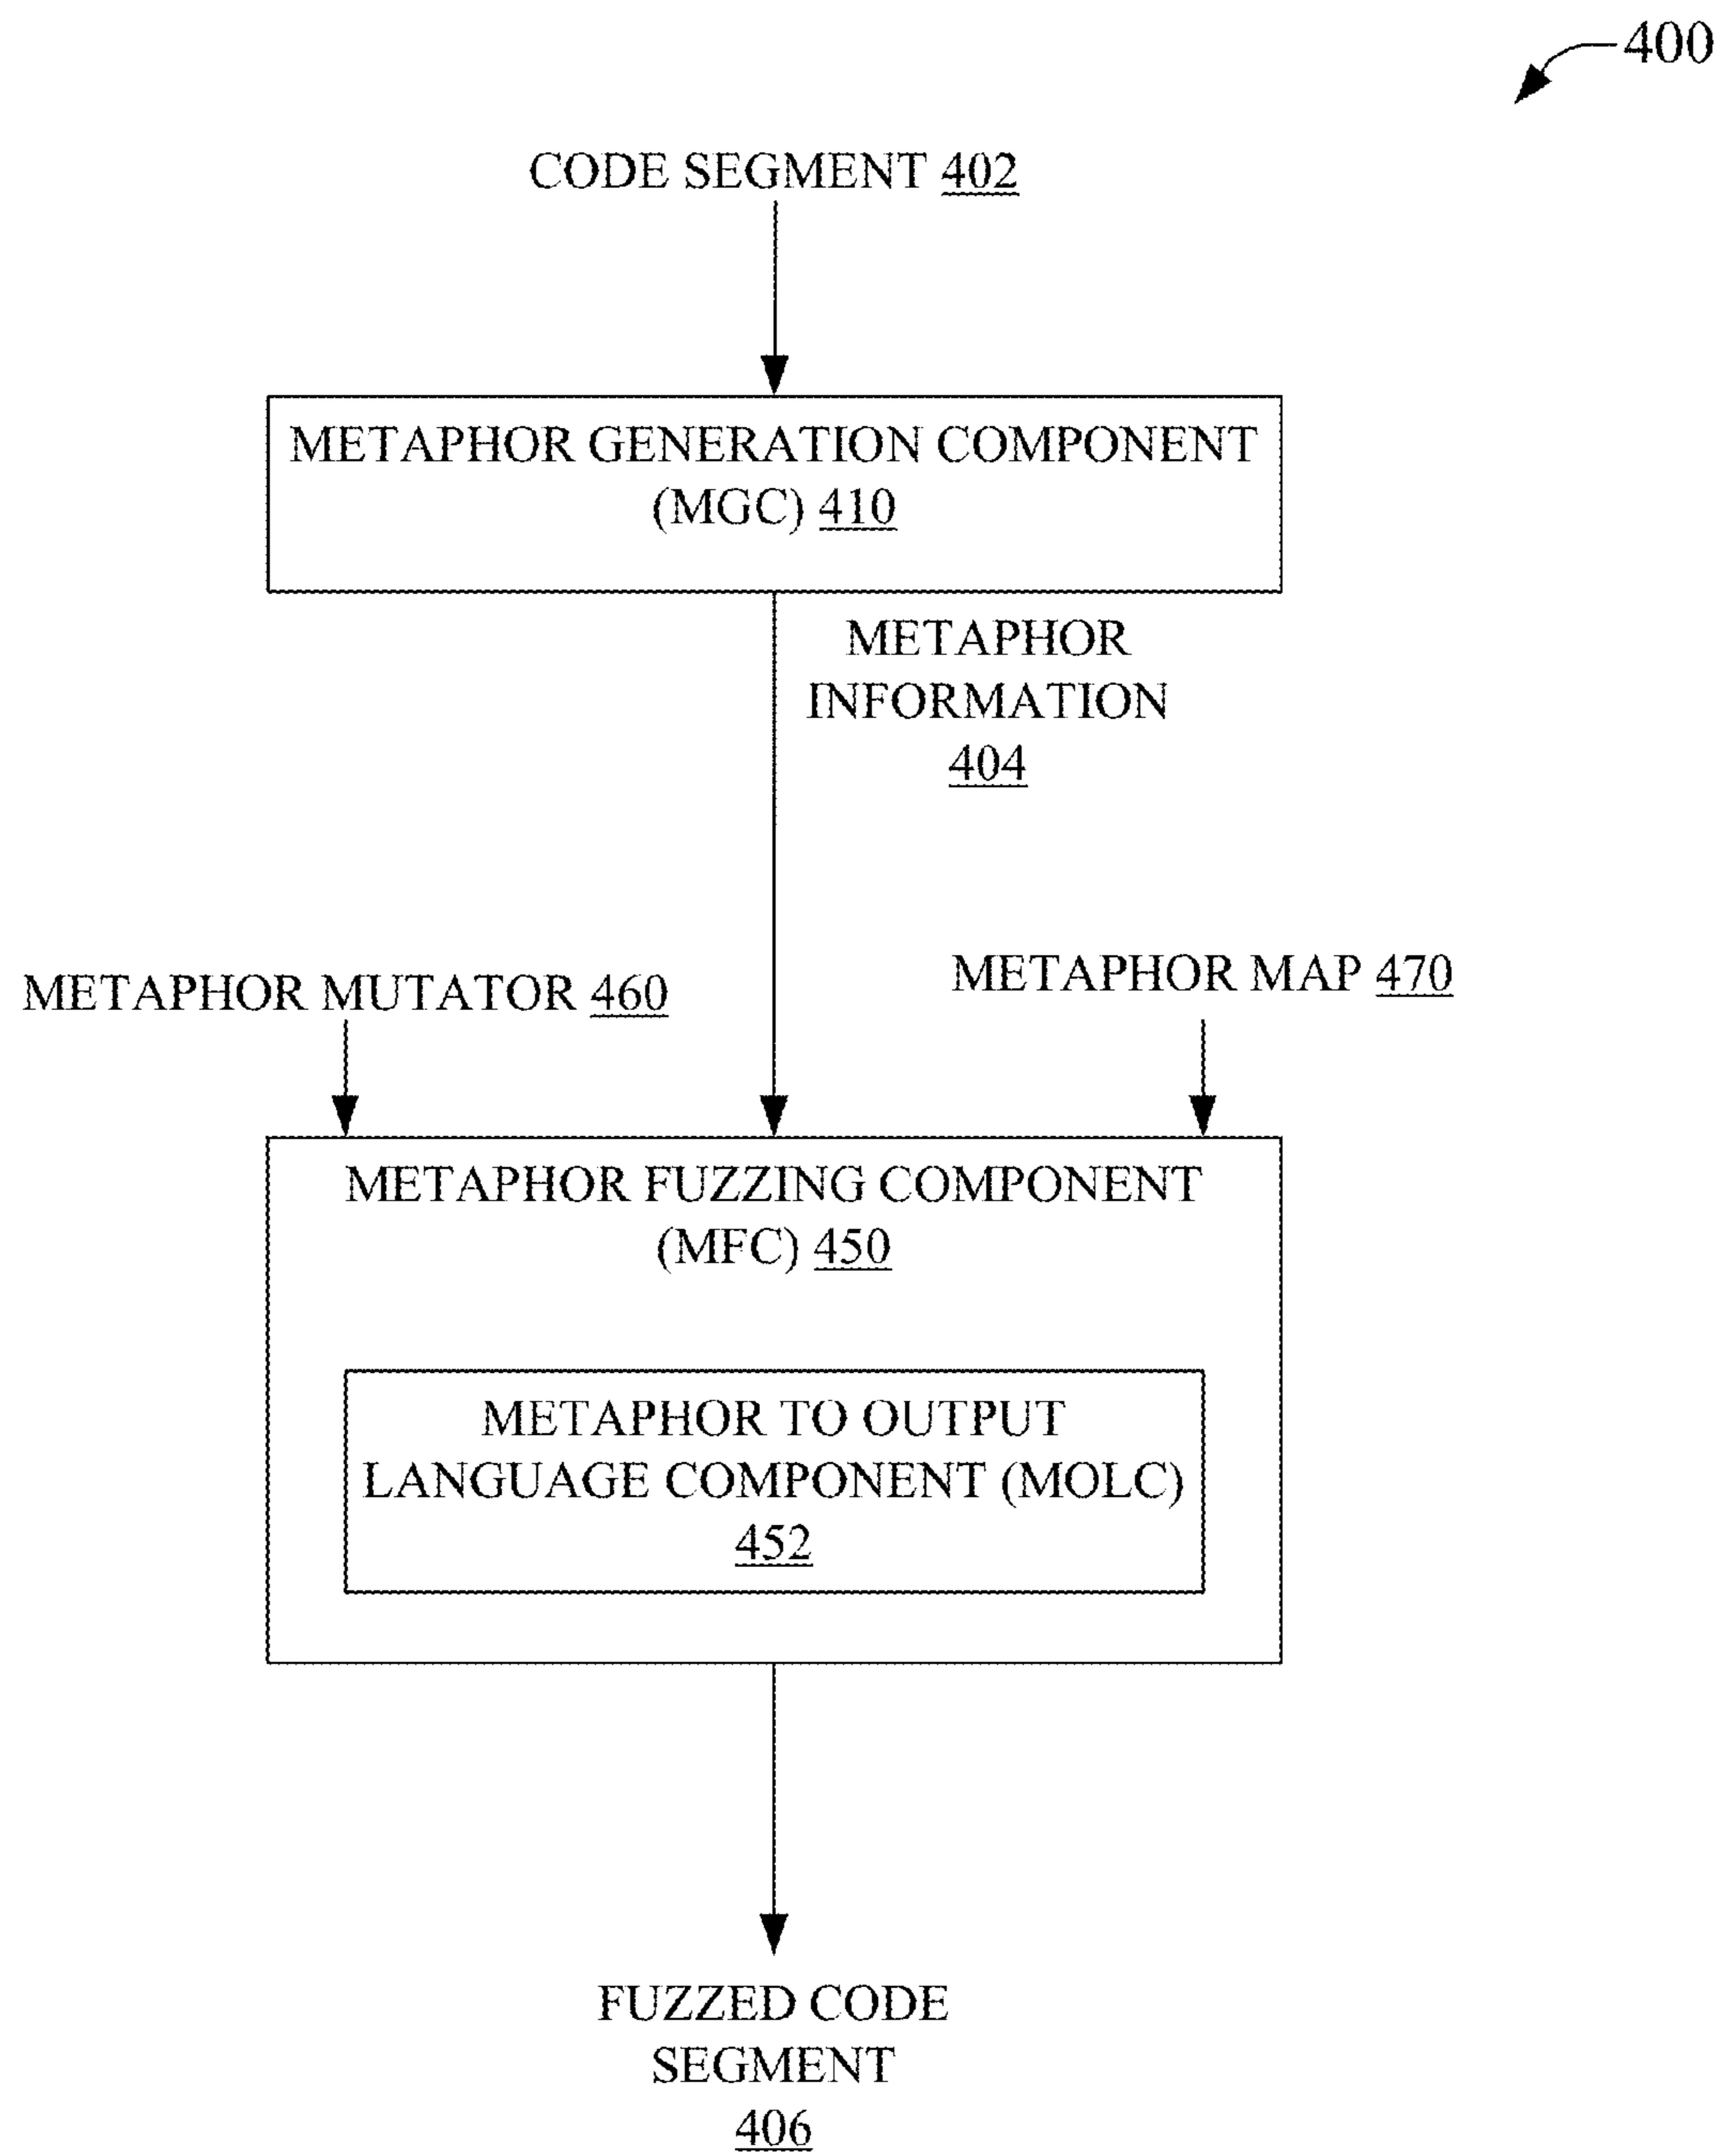 400
CODE SEGMENT 402
METAPHOR GENERATION COMPONENT
(MGC) 410
METAPHOR
INFORMATION
404
METAPHOR MUTATOR 460
METAPHOR MAP 470
METAPHOR FUZZING COMPONENT
(MFC) 450
METAPHOR TO OUTPUT
LANGUAGE COMPONENT (MOLC)
452
FUZZED CODE
SEGMENT
406